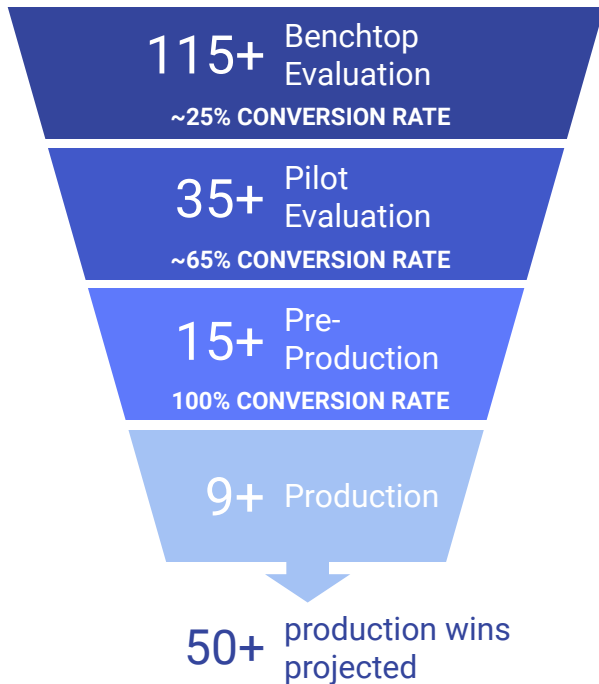 115+ Benchtop
Evaluation
~25% CONVERSION RATE
35+ Pilot
Evaluation
~65% CONVERSION RATE
15+ Pre-
Production
100% CONVERSION RATE
9+ Production
50+ production wins
projected